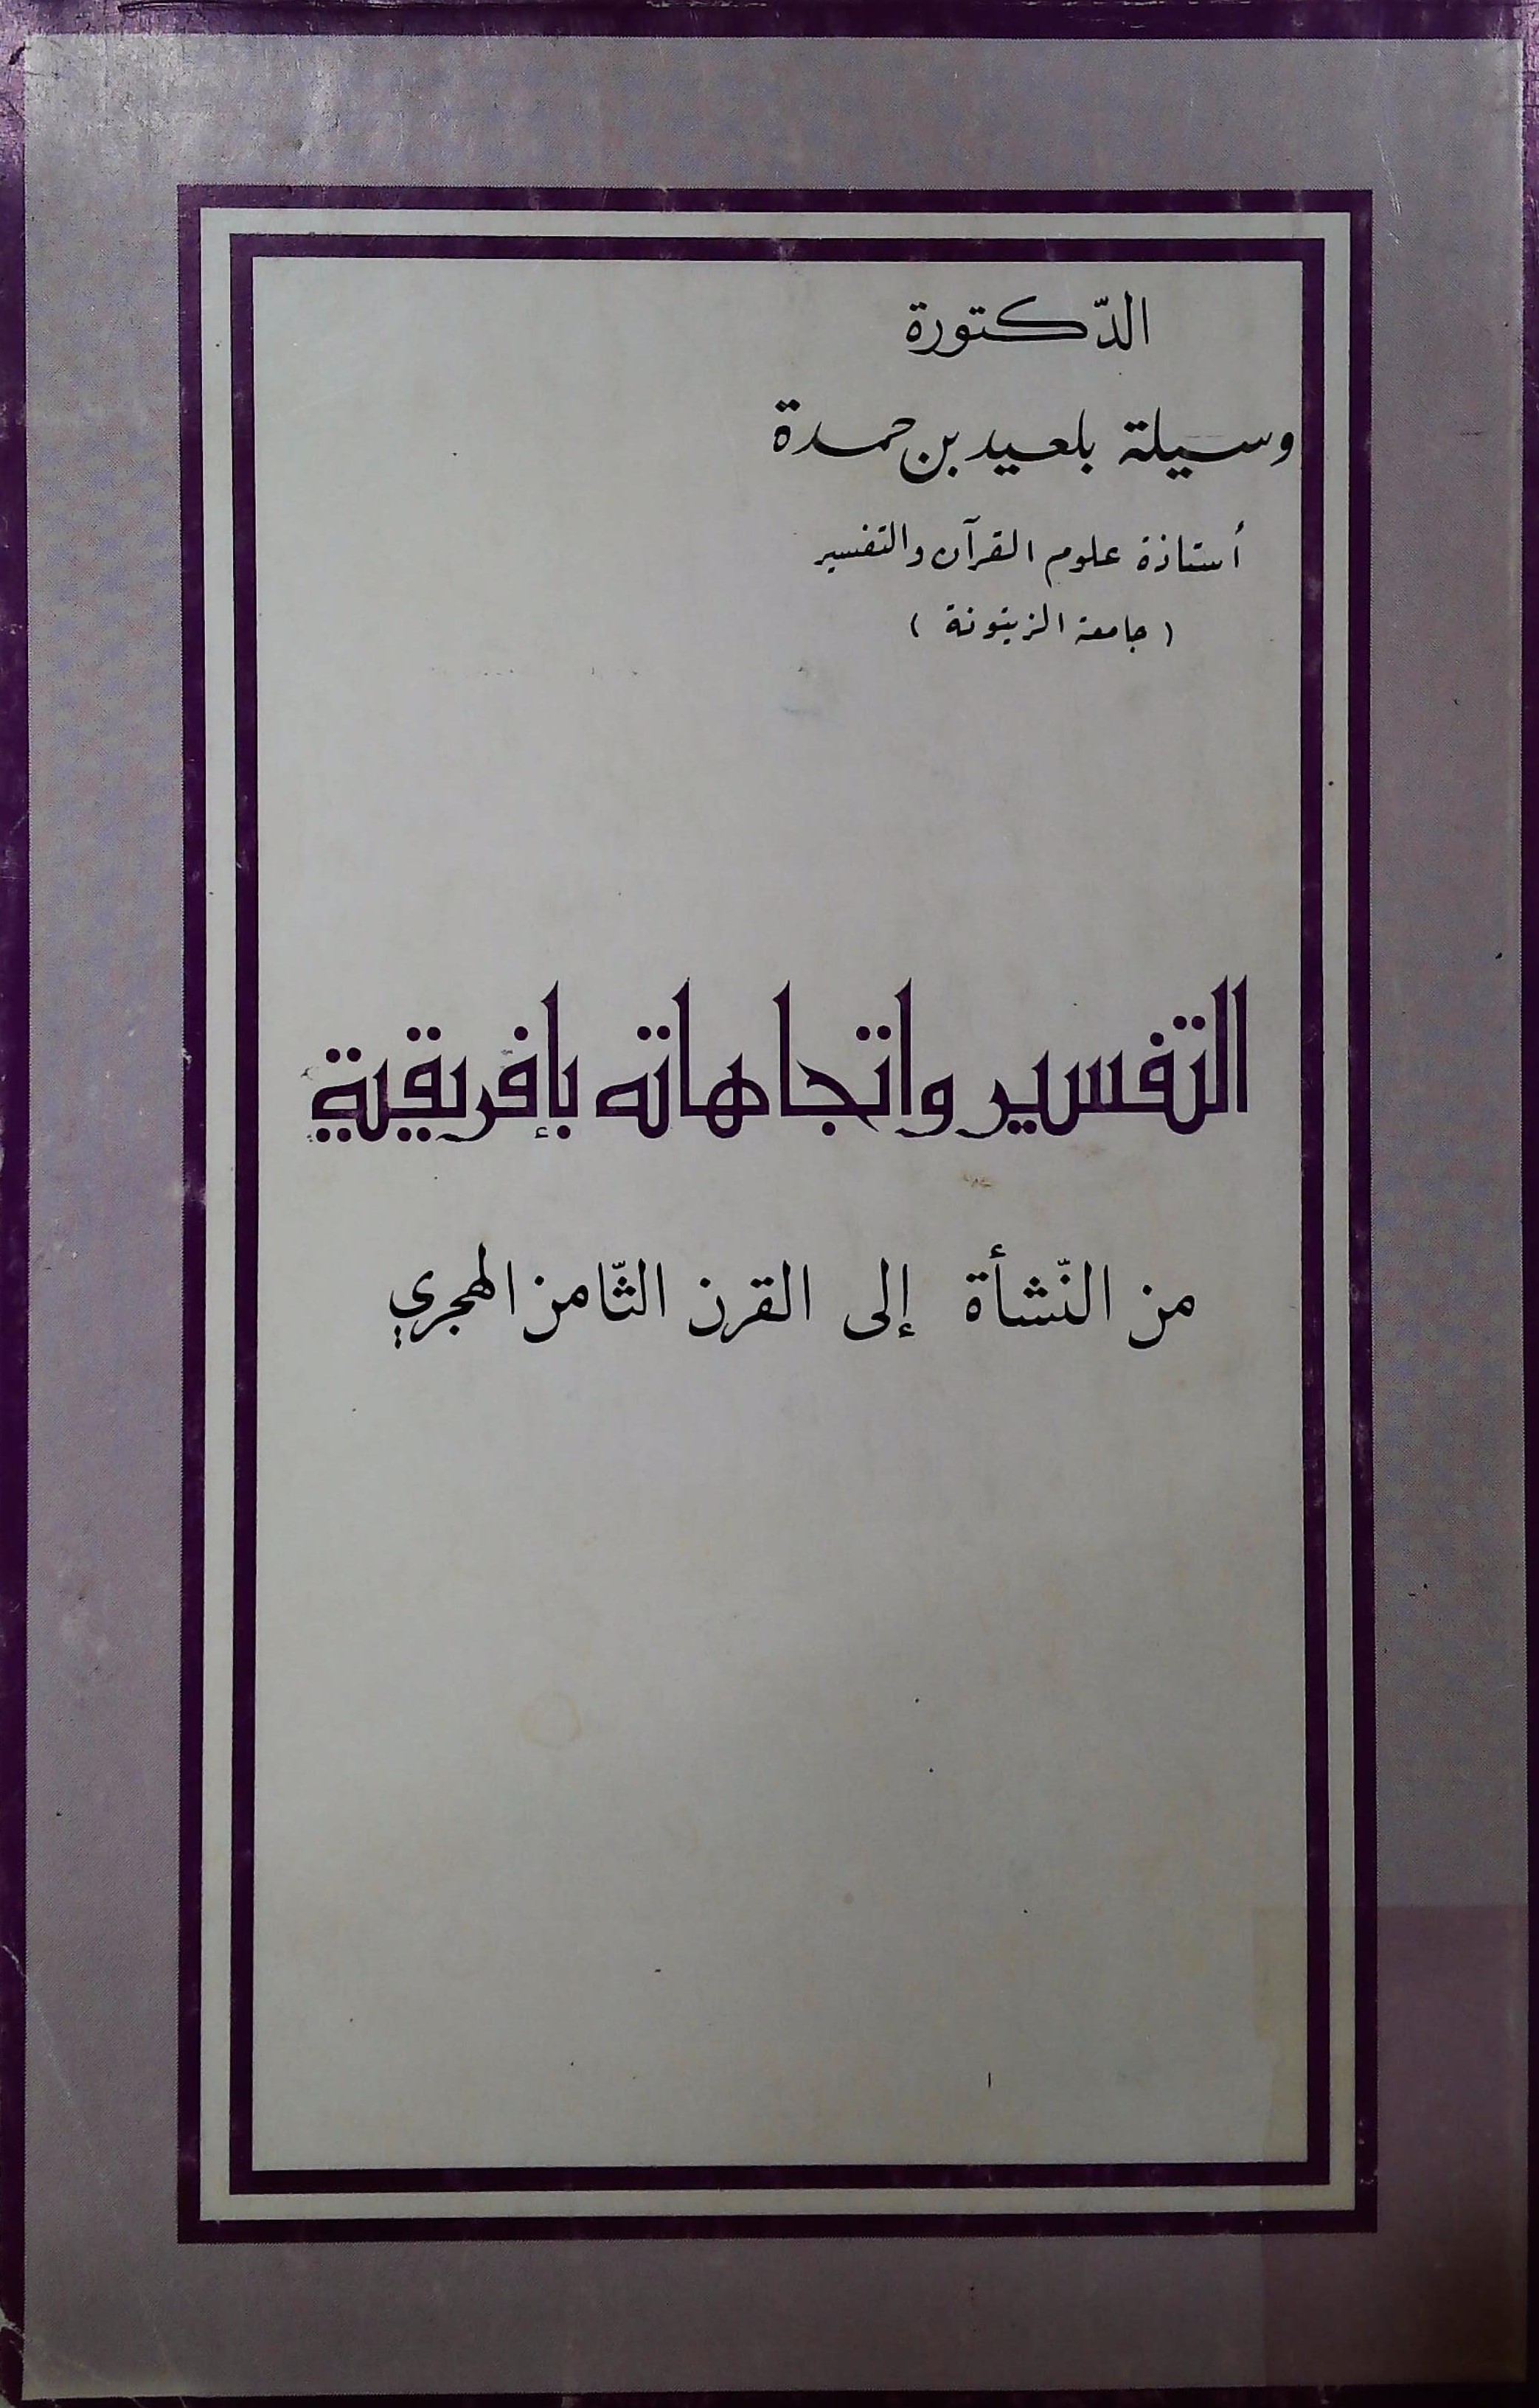 الدّكتورة
وسيلة بلعيد بن حمدة
أستاذة علوم القرآن والتفسير
(جامعة الزيتونة)
التفسير واتجاهاته بإفريقية
من النّشأة إلى القرن الثّامن الهجري